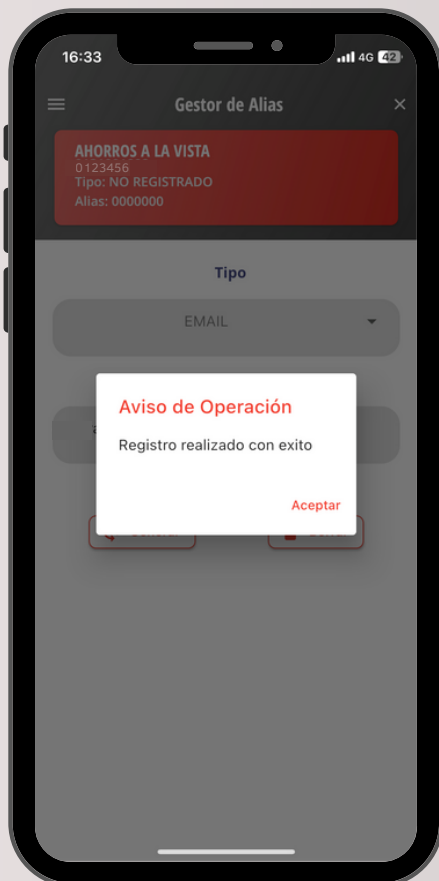 16:33
4G 42
Gestor de Alias
AHORROS A LA VISTA
0123456
Tipo: NO REGISTRADO
Alias: 0000000
Tipo
EMAIL
Aviso de Operación
Registro realizado con exito
Aceptar